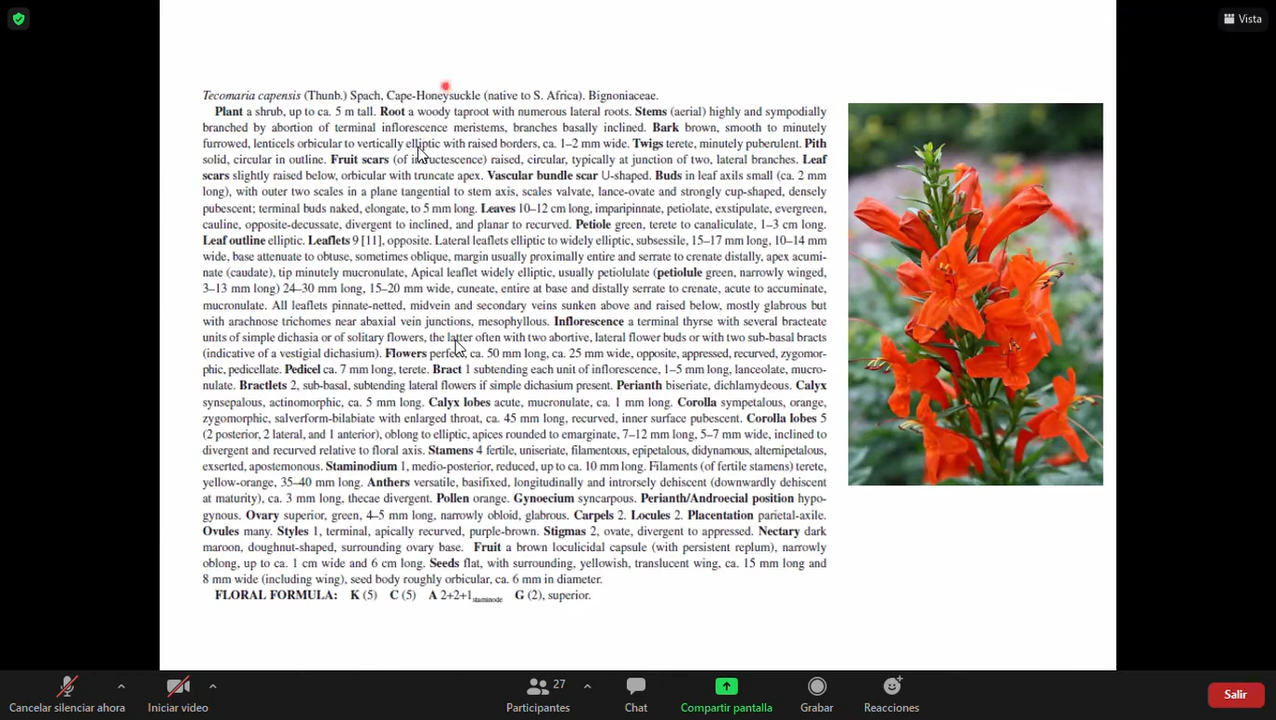 Vista
Tecomaria capensis (Thunb.) Spach, Cape-Honeysuckle (native to S. Africa). Bignoniaceae.
Plant a shrub, up to ca. 5 m tall. Root a woody taproot with numerous lateral roots. Stems (aerial) highly and sympodially
branched by abortion of terminal inflorescence meristems, branches basally inclined. Bark brown, smooth to minutely
furrowed, lenticels orbicular to vertically elliptic with raised borders, ca. 1–2 mm wide. Twigs terete, minutely puberulent. Pith
solid, circular in outline. Fruit scars (of infructescence) raised, circular, typically at junction of two, lateral branches. Leaf
scars slightly raised below, orbicular with truncate apex. Vascular bundle scar U-shaped. Buds in leaf axils small (ca. 2 mm
long), with outer two scales in a plane tangential to stem axis, scales valvate, lance-ovate and strongly cup-shaped, densely
pubescent; terminal buds naked, elongate, to 5 mm long. Leaves 10–12 cm long, imparipinnate, petiolate, exstipulate, evergreen,
cauline, opposite-decussate, divergent to inclined, and planar to recurved. Petiole green, terete to canaliculate, 1–3 cm long.
Leaf outline elliptic. Leaflets 9 [11], opposite. Lateral leaflets elliptic to widely elliptic, subsessile, 15–17 mm long, 10–14 mm
wide, base attenuate to obtuse, sometimes oblique, margin usually proximally entire and serrate to crenate distally, apex acumi-
nate (caudate), tip minutely mucronulate, Apical leaflet widely elliptic, usually petiolulate (petiolule green, narrowly winged,
3–13 mm long) 24–30 mm long, 15–20 mm wide, cuneate, entire at base and distally serrate to crenate, acute to accuminate,
mucronulate. All leaflets pinnate-netted, midvein and secondary veins sunken above and raised below, mostly glabrous but
with arachnose trichomes near abaxial vein junctions, mesophyllous. Inflorescence a terminal thyrse with several bracteate
units of simple dichasia or of solitary flowers, the latter often with two abortive, lateral flower buds or with two sub-basal bracts
(indicative of a vestigial dichasium). Flowers perfect, ca. 50 mm long, ca. 25 mm wide, opposite, appressed, recurved, zygomor-
phic, pedicellate. Pedicel ca. 7 mm long, terete. Bract 1 subtending each unit of inflorescence, 1–5 mm long, lanceolate, mucro-
nulate. Bractlets 2, sub-basal, subtending lateral flowers if simple dichasium present. Perianth biseriate, dichlamydeous. Calyx
synsepalous, actinomorphic, ca. 5 mm long. Calyx lobes acute, mucronulate, ca. 1 mm long. Corolla sympetalous, orange,
zygomorphic, salverform-bilabiate with enlarged throat, ca. 45 mm long, recurved, inner surface pubescent. Corolla lobes 5
(2 posterior, 2 lateral, and 1 anterior), oblong to elliptic, apices rounded to emarginate, 7–12 mm long, 5–7 mm wide, inclined to
divergent and recurved relative to floral axis. Stamens 4 fertile, uniseriate, filamentous, epipetalous, didynamous, alternipetalous,
exserted, apostemonous. Staminodium 1, medio-posterior, reduced, up to ca. 10 mm long. Filaments (of fertile stamens) terete,
yellow-orange, 35–40 mm long. Anthers versatile, basifixed, longitudinally and introrsely dehiscent (downwardly dehiscent
at maturity), ca. 3 mm long, thecae divergent. Pollen orange. Gynoecium syncarpous. Perianth/Androecial position hypo-
gynous. Ovary superior, green, 4–5 mm long, narrowly obloid, glabrous. Carpels 2. Locules 2. Placentation parietal-axile.
Ovules many. Styles 1, terminal, apically recurved, purple-brown. Stigmas 2, ovate, divergent to appressed. Nectary dark
maroon, doughnut-shaped, surrounding ovary base. Fruit a brown loculicidal capsule (with persistent replum), narrowly
oblong, up to ca. 1 cm wide and 6 cm long. Seeds flat, with surrounding, yellowish, translucent wing, ca. 15 mm long and
8 mm wide (including wing), seed body roughly orbicular, ca. 6 mm in diameter.
FLORAL FORMULA: K (5) C (5) A 2+2+1staminode G (2), superior.
Cancelar silenciar ahora
Iniciar video
27
Participantes
Chat
Compartir pantalla
Grabar
Reacciones
Salir